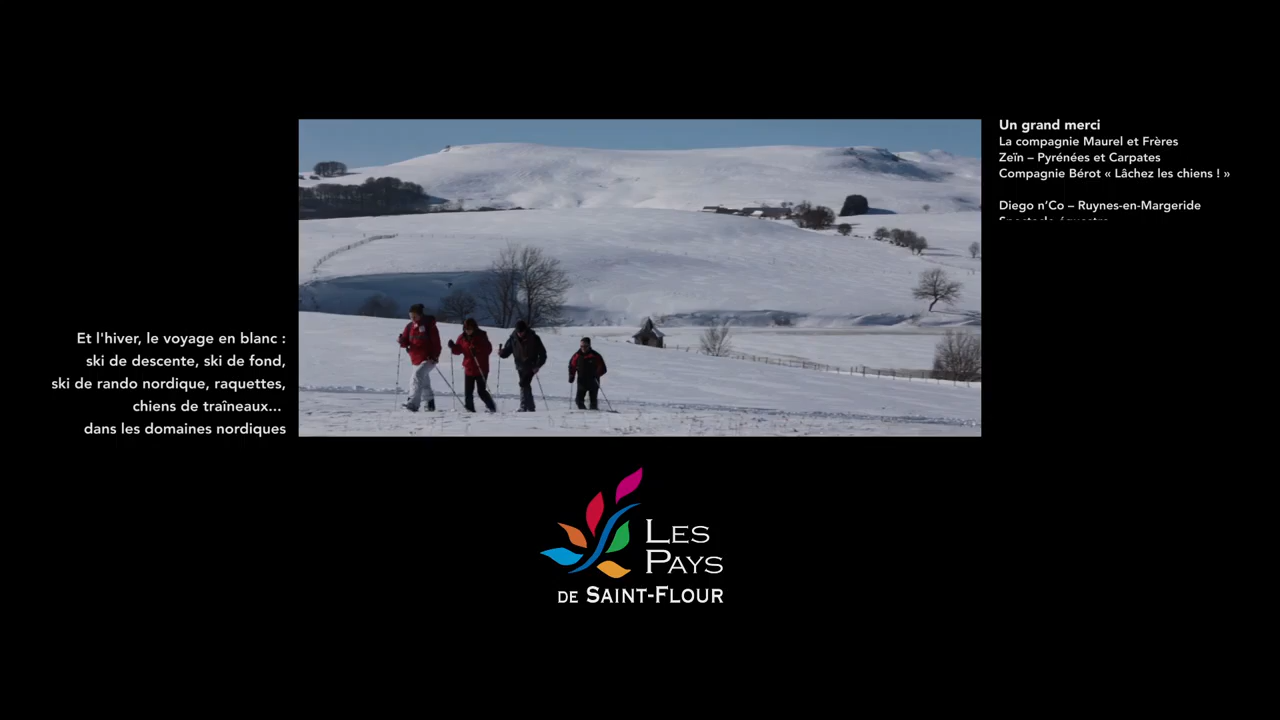 Et l'hiver, le voyage en blanc :
ski de descente, ski de fond,
ski de rando nordique, raquettes,
chiens de traîneaux...
dans les domaines nordiques
Un grand merci
La compagnie Maurel et Frères
Zeïn – Pyrénées et Carpates
Compagnie Bérot « Lâchez les chiens ! »
Diego n'Co – Ruynes-en-Margeride
LES
PAYS
DE SAINT-FLOUR